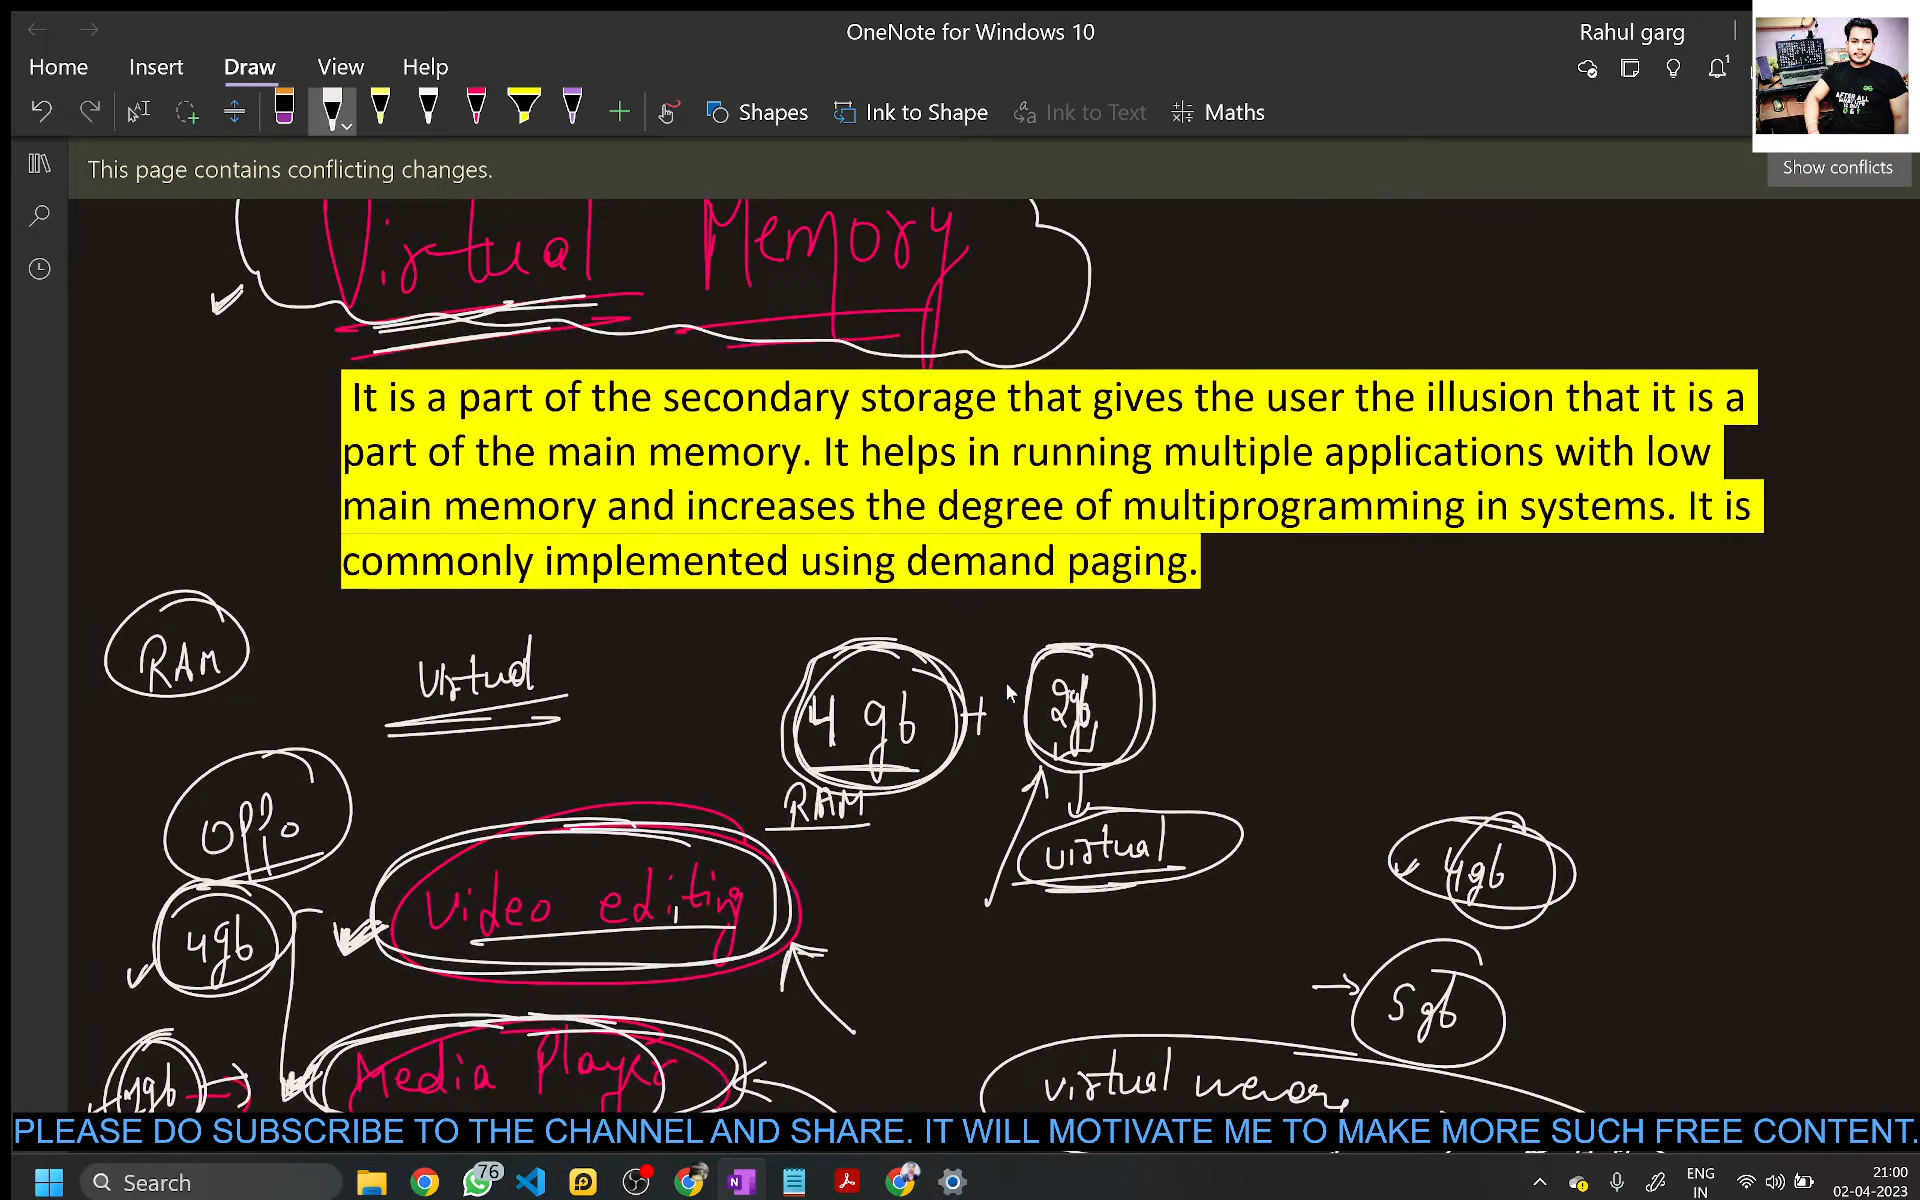 OneNote for Windows 10
Rahul garg
Home Insert Draw View Help
Shapes Ink to Shape Ink to Text Maths
This page contains conflicting changes.
Show conflicts
Virtual Memory
It is a part of the secondary storage that gives the user the illusion that it is a
part of the main memory. It helps in running multiple applications with low
main memory and increases the degree of multiprogramming in systems. It is
commonly implemented using demand paging.
RAM
Virtual
4 gb + 2gb
RAM
virtual
Oppo
4gb
Video editing
4gb
5gb
Media Player
virtual
PLEASE DO SUBSCRIBE TO THE CHANNEL AND SHARE. IT WILL MOTIVATE ME TO MAKE MORE SUCH FREE CONTENT.
Search
76
ENG
IN
21:00
02-04-2023